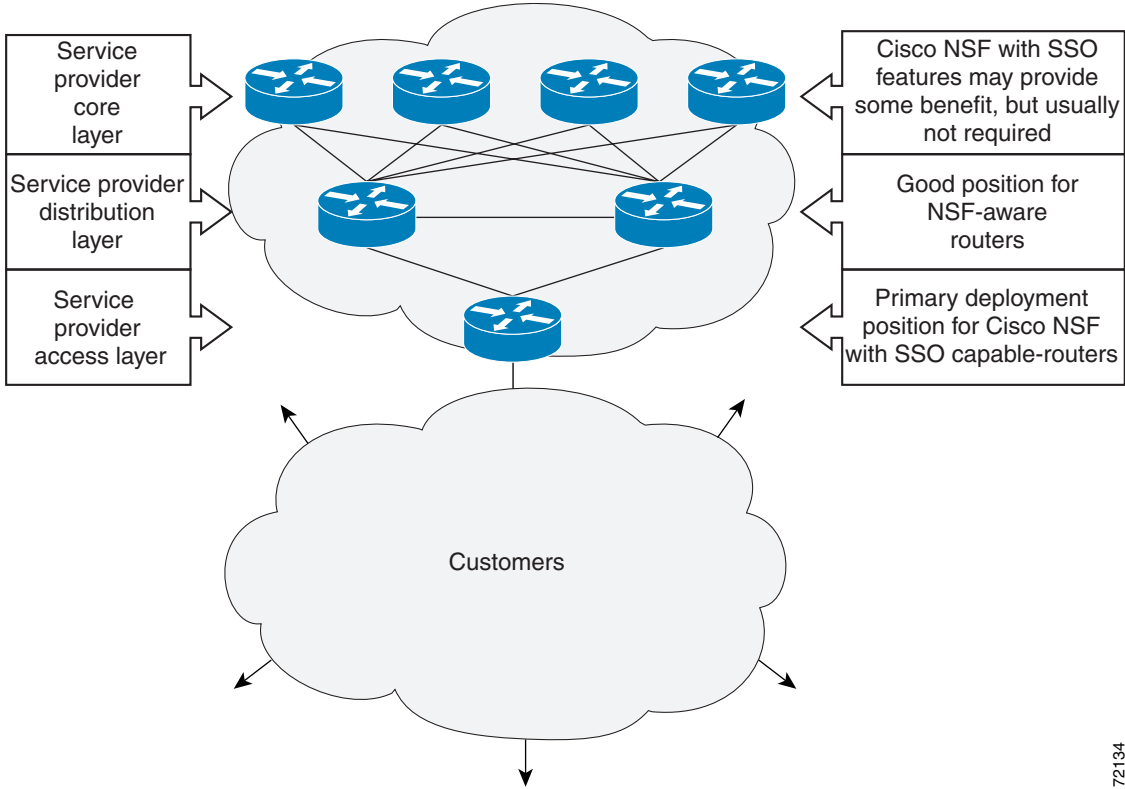 Service
provider
core
layer
Cisco NSF with SSO
features may provide
some benefit, but usually
not required
Service provider
distribution
layer
Good position for
NSF-aware
routers
Service
provider
access layer
Primary deployment
position for Cisco NSF
with SSO capable-routers
Customers
72134